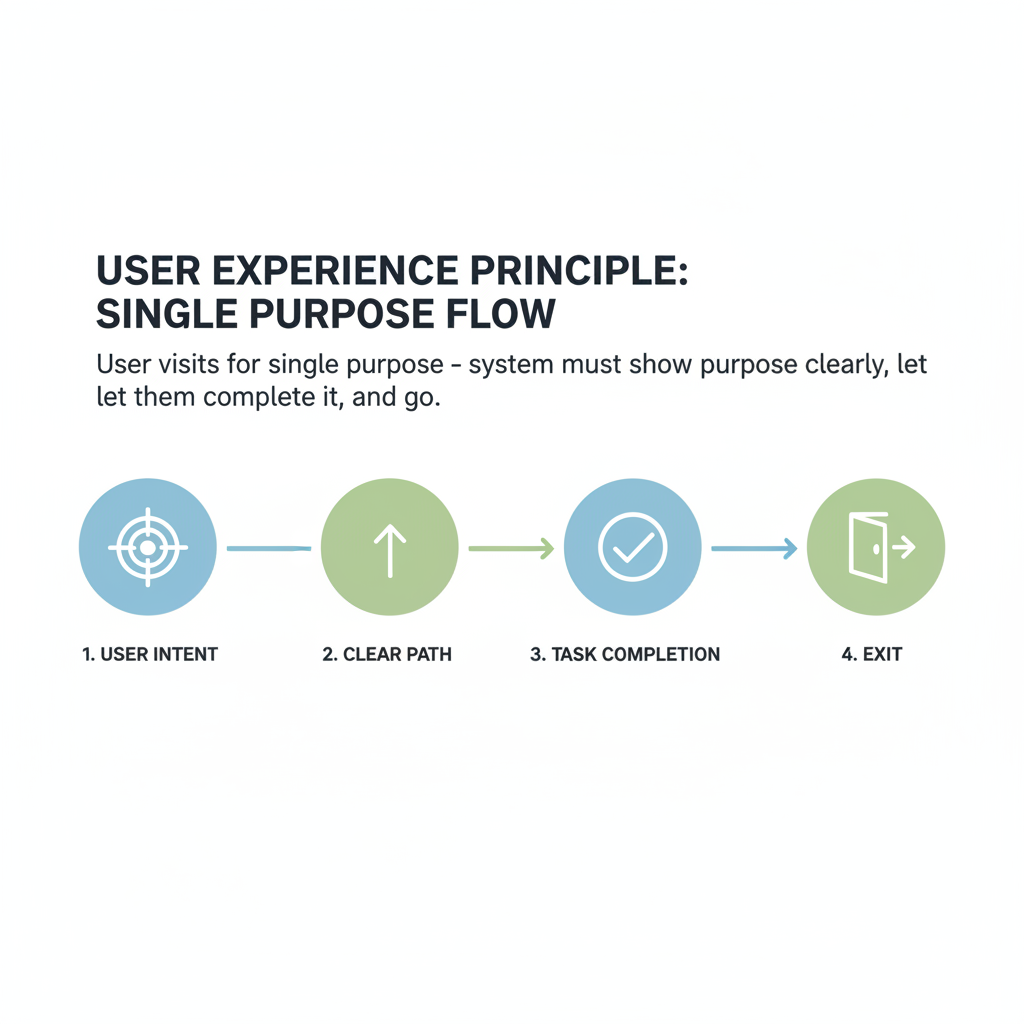 USER EXPERIENCE PRINCIPLE:
SINGLE PURPOSE FLOW
User visits for single purpose – system must show purpose clearly, let
let them complete it, and go.
1. USER INTENT
2. CLEAR PATH
3. TASK COMPLETION
4. EXIT